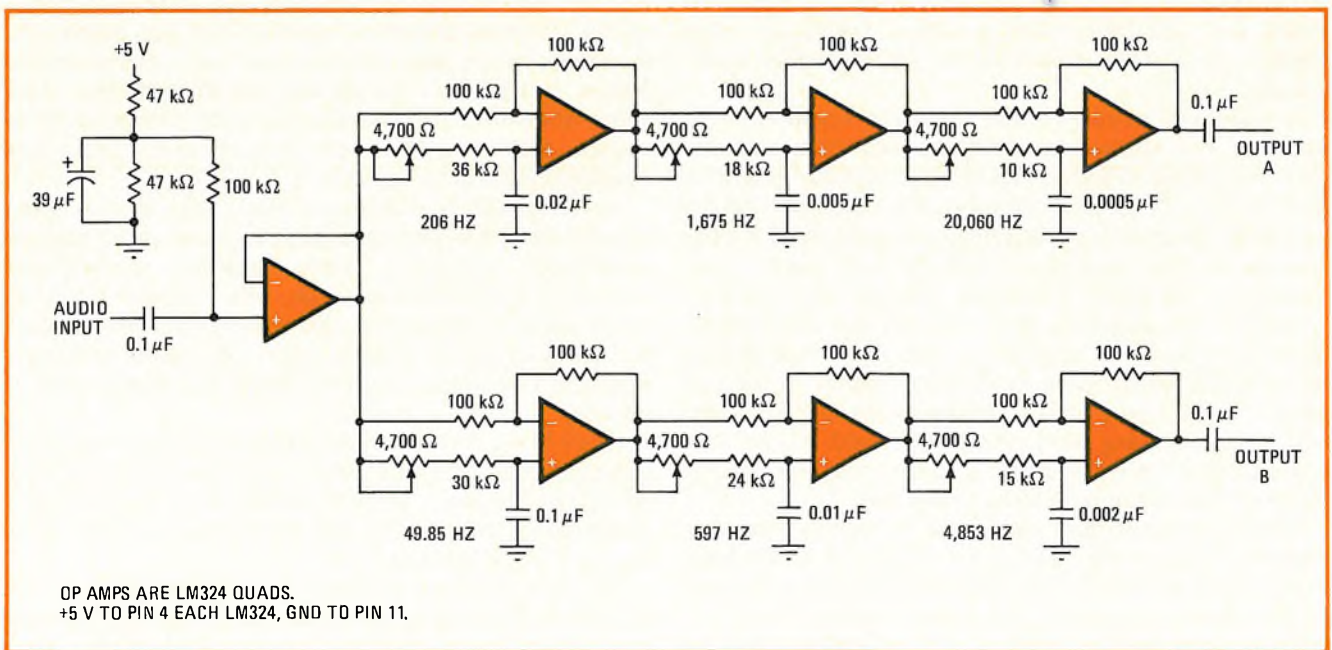 +5 V
47 kΩ
+
39 μF
47 kΩ
100 kΩ
AUDIO
INPUT
0.1 μF
−
+
100 kΩ
100 kΩ
4,700 Ω
36 kΩ
−
+
0.02 μF
206 HZ
100 kΩ
100 kΩ
4,700 Ω
18 kΩ
−
+
0.005 μF
1,675 HZ
100 kΩ
100 kΩ
4,700 Ω
10 kΩ
−
+
0.0005 μF
20,060 HZ
0.1 μF
OUTPUT
A
100 kΩ
100 kΩ
4,700 Ω
30 kΩ
−
+
0.1 μF
49.85 HZ
100 kΩ
100 kΩ
4,700 Ω
24 kΩ
−
+
0.01 μF
597 HZ
100 kΩ
100 kΩ
4,700 Ω
15 kΩ
−
+
0.002 μF
4,853 HZ
0.1 μF
OUTPUT
B
OP AMPS ARE LM324 QUADS.
+5 V TO PIN 4 EACH LM324, GND TO PIN 11.